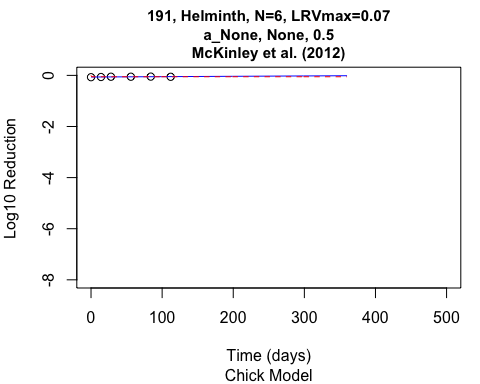 191, Helminth, N=6, LRVmax=0.07
a_None, None, 0.5
McKinley et al. (2012)
Log10 Reduction
0
-2
-4
-6
-8
0 100 200 300 400 500
Time (days)
Chick Model